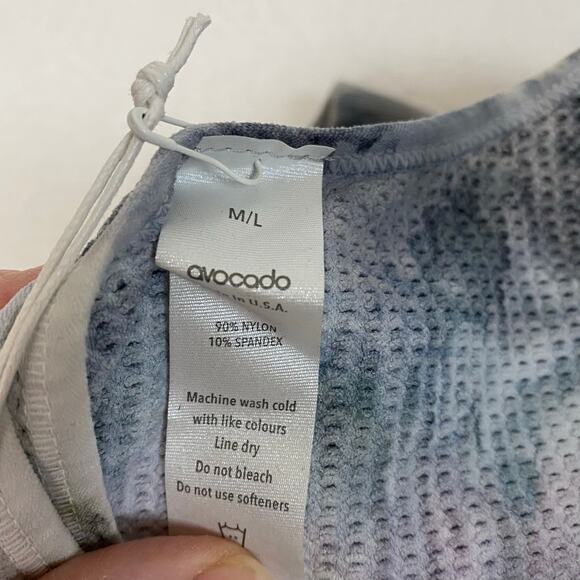 M/L
avocado
in U.S.A.
90% NYLON
10% SPANDEX
Machine wash cold
with like colours
Line dry
Do not bleach
Do not use softeners